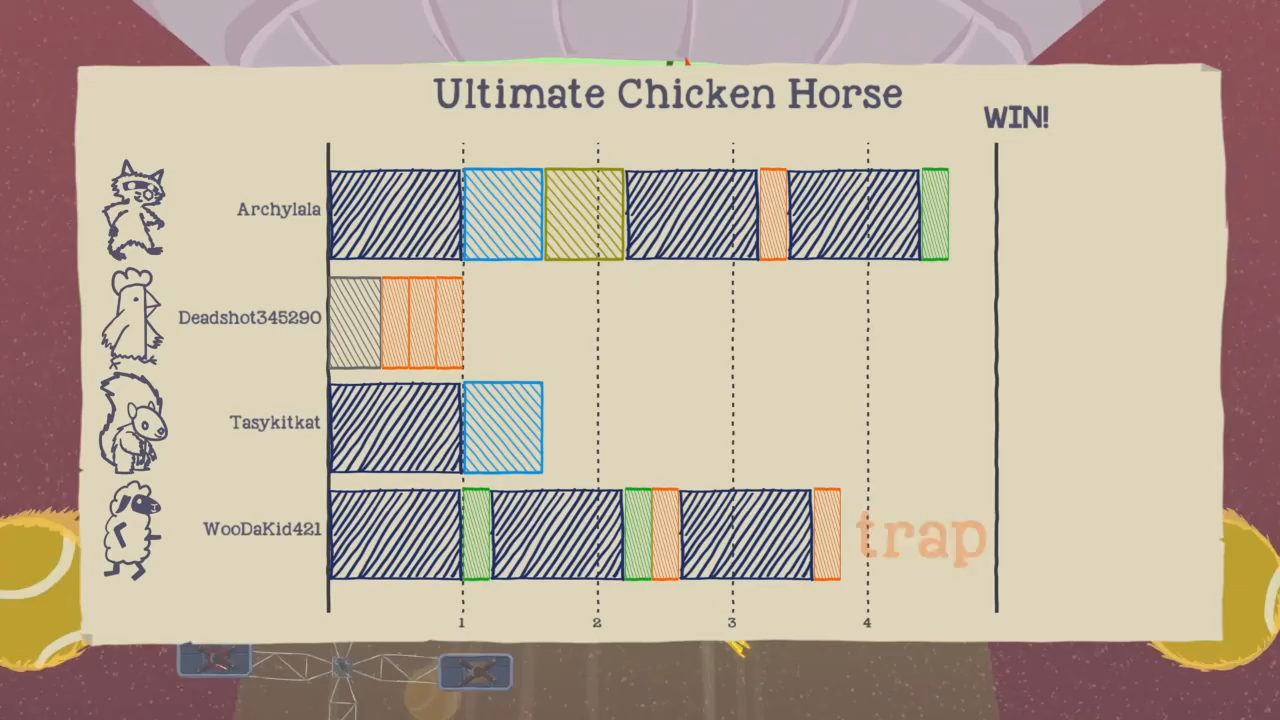 Ultimate Chicken Horse
WIN!
Archylala
Deadshot345290
Tasykitkat
WooDaKid421
trap
1 2 3 4